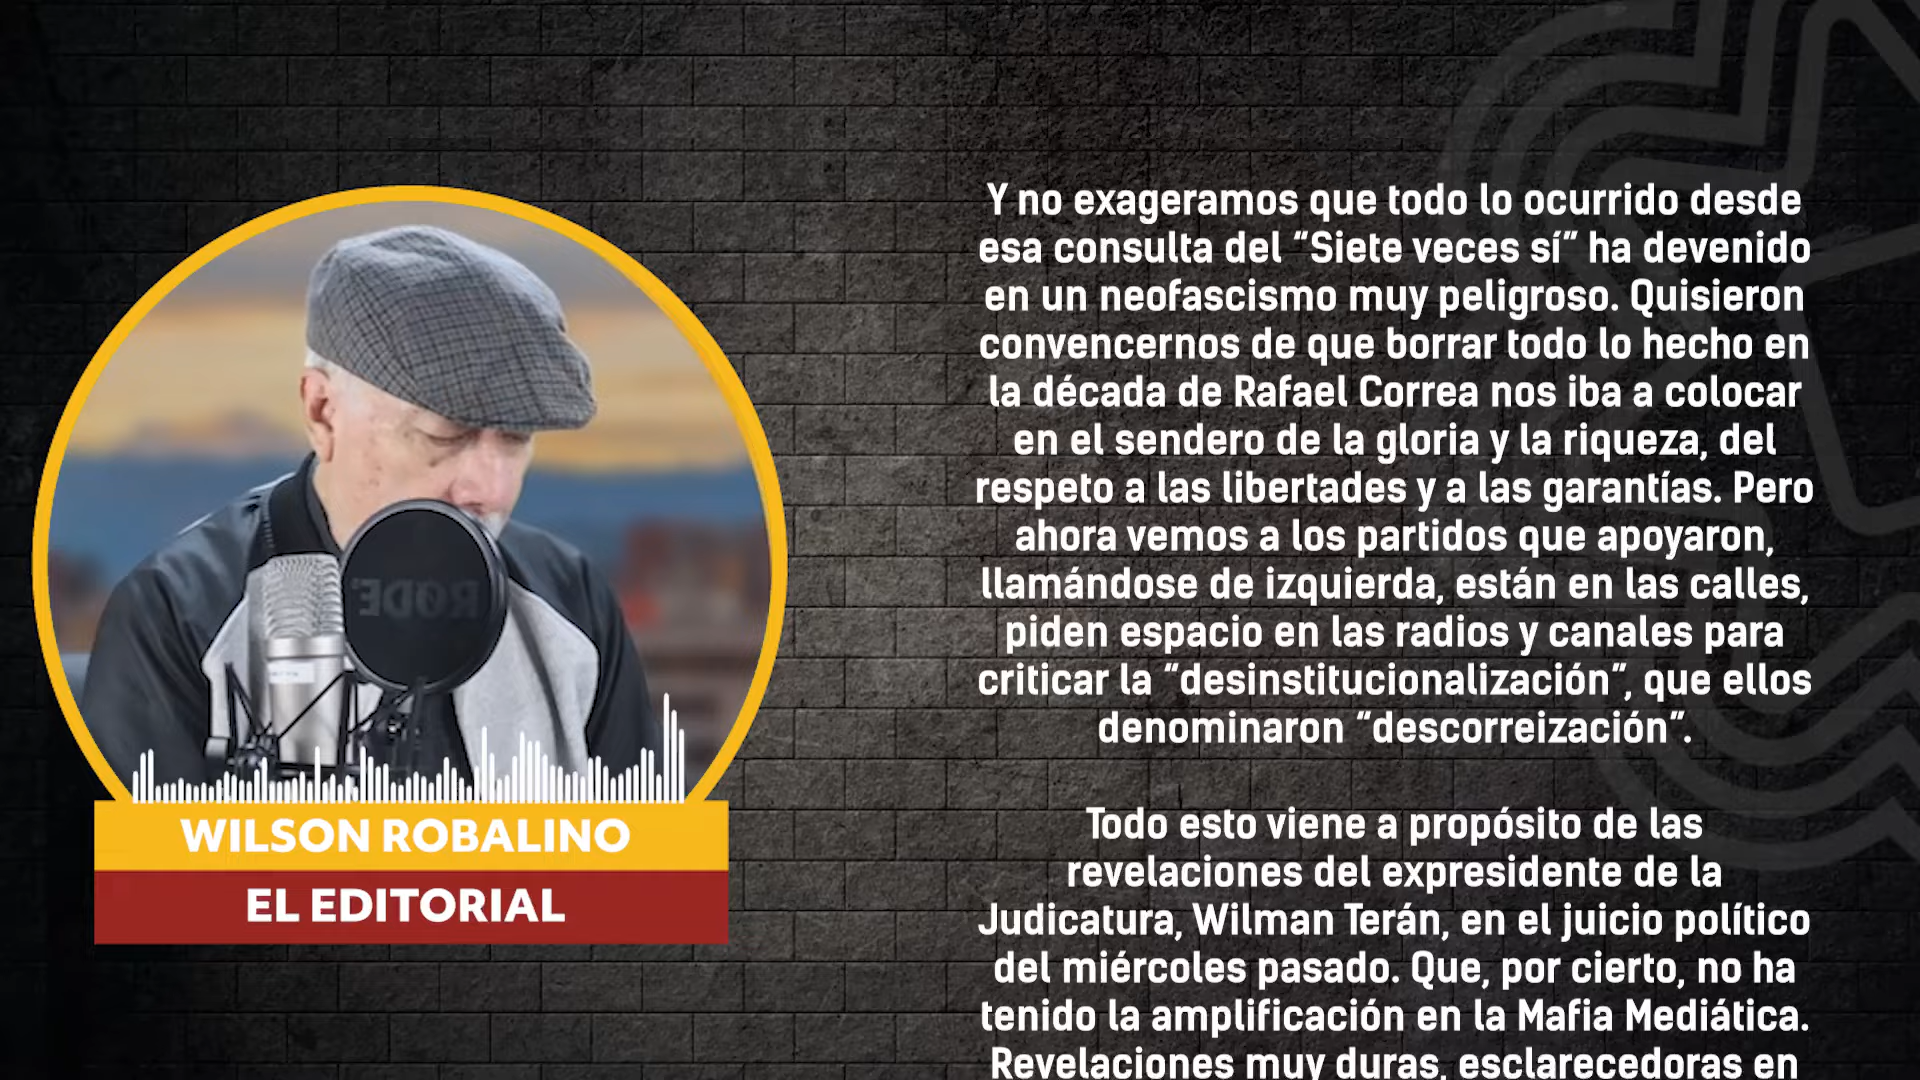 Y no exageramos que todo lo ocurrido desde
esa consulta del “Siete veces sí” ha devenido
en un neofascismo muy peligroso. Quisieron
convencernos de que borrar todo lo hecho en
la década de Rafael Correa nos iba a colocar
en el sendero de la gloria y la riqueza, del
respeto a las libertades y a las garantías. Pero
ahora vemos a los partidos que apoyaron,
llamándose de izquierda, están en las calles,
piden espacio en las radios y canales para
criticar la “desinstitucionalización”, que ellos
denominaron “descorreización”.
Todo esto viene a propósito de las
revelaciones del expresidente de la
Judicatura, Wilman Terán, en el juicio político
del miércoles pasado. Que, por cierto, no ha
tenido la amplificación en la Mafia Mediática.
Revelaciones muy duras, esclarecedoras en
RØDE
WILSON ROBALINO
EL EDITORIAL